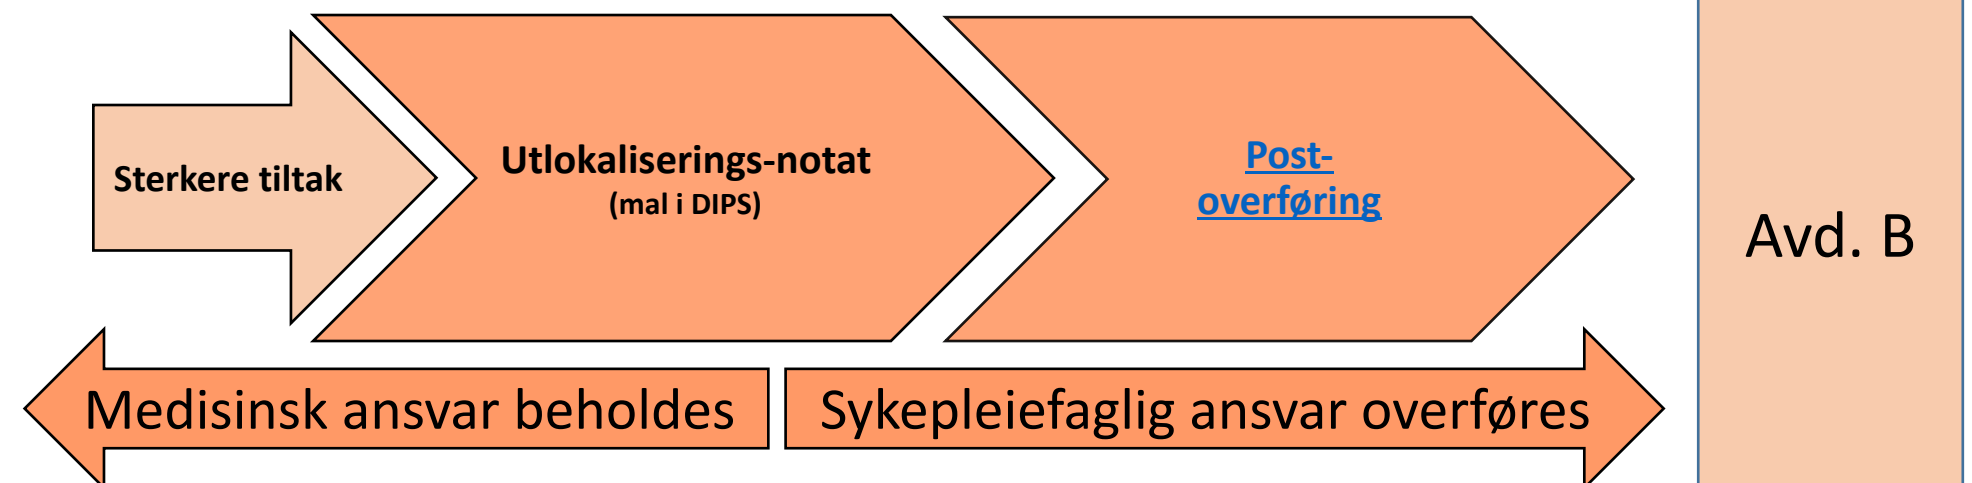 Sterkere tiltak
Utlokaliserings-notat
(mal i DIPS)
Post-
overføring
Avd. B
Medisinsk ansvar beholdes
Sykepleiefaglig ansvar overføres